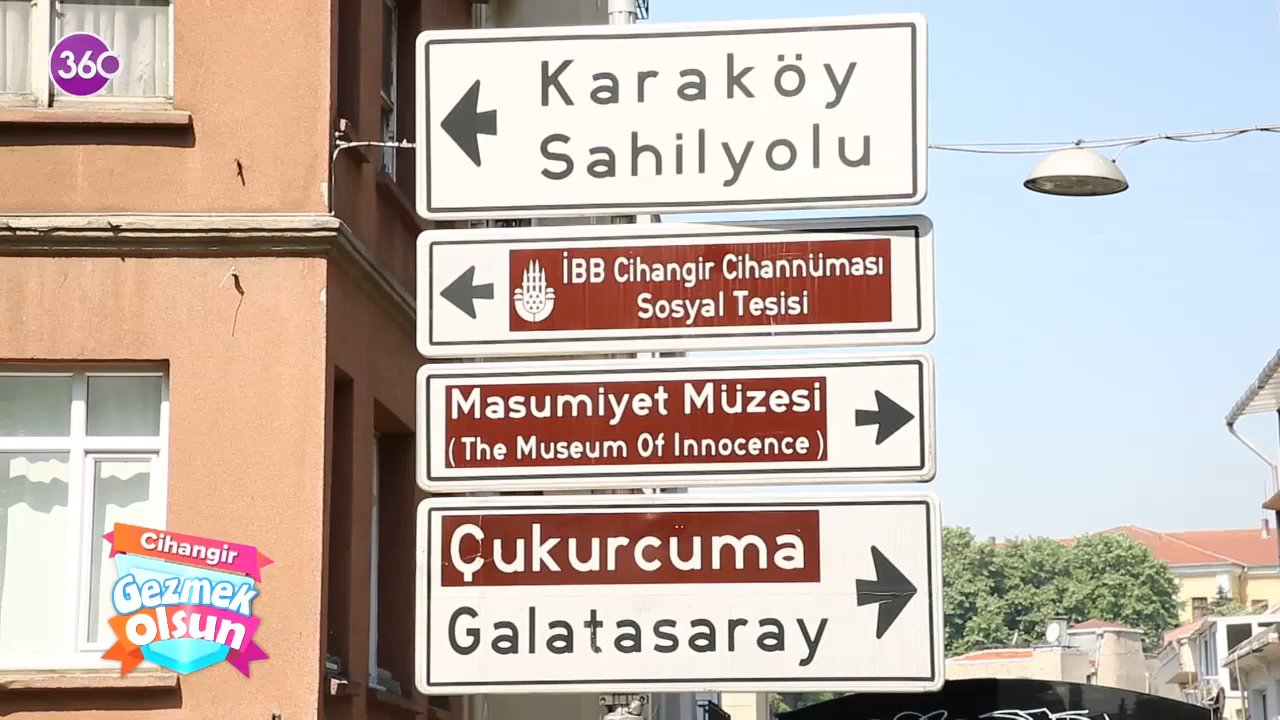 360
Karaköy
Sahilyolu
İBB Cihangir Cihannüması
Sosyal Tesisi
Masumiyet Müzesi
(The Museum Of Innocence)
Çukurcuma
Galatasaray
Cihangir
Gezmek
olsun